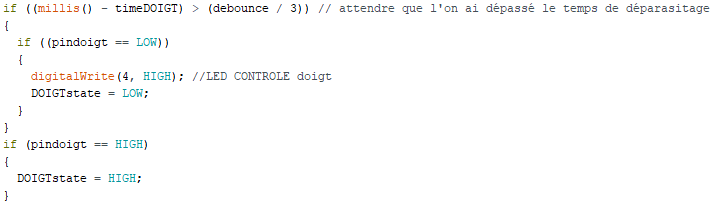 if ((millis() - timeDOIGT) > (debounce / 3)) // attendre que l'on ai dépassé le temps de déparasitage
{
if ((pindoigt == LOW))
{
digitalWrite(4, HIGH); //LED CONTROLE doigt
DOIGTstate = LOW;
}
}
if (pindoigt == HIGH)
{
DOIGTstate = HIGH;
}